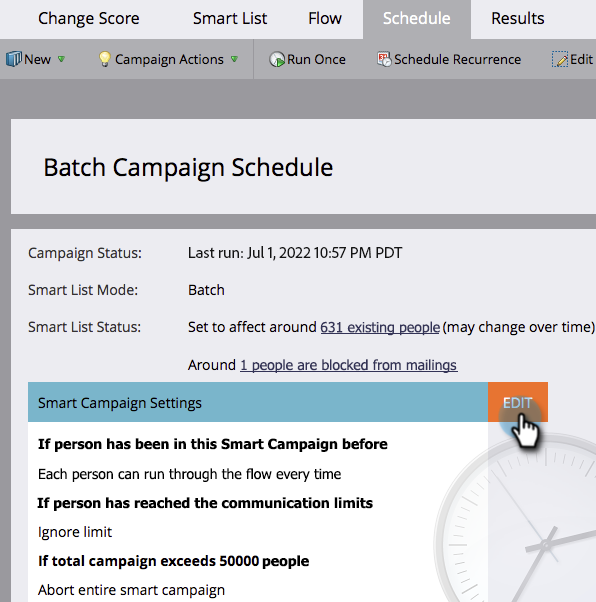 Change Score Smart List Flow Schedule Results
New Campaign Actions Run Once Schedule Recurrence Edit
Batch Campaign Schedule
Campaign Status: Last run: Jul 1, 2022 10:57 PM PDT
Smart List Mode: Batch
Smart List Status: Set to affect around 631 existing people (may change over time)
Around 1 people are blocked from mailings
Smart Campaign Settings EDIT
If person has been in this Smart Campaign before
Each person can run through the flow every time
If person has reached the communication limits
Ignore limit
If total campaign exceeds 50000 people
Abort entire smart campaign